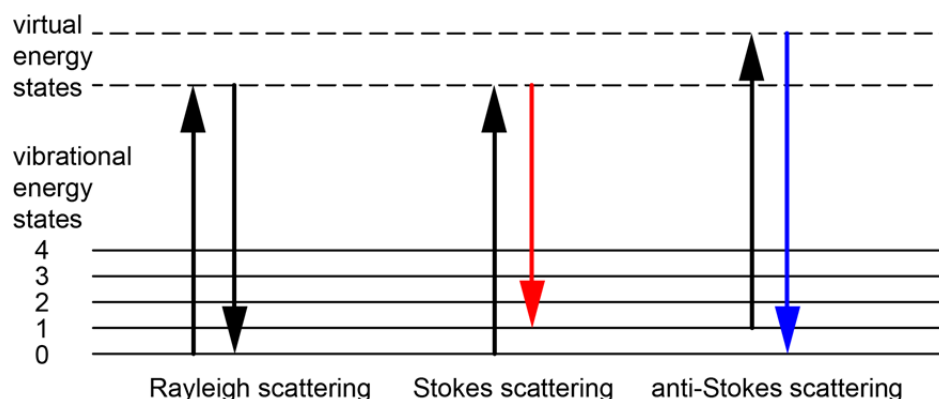 virtual
energy
states
vibrational
energy
states
4
3
2
1
0
Rayleigh scattering
Stokes scattering
anti-Stokes scattering